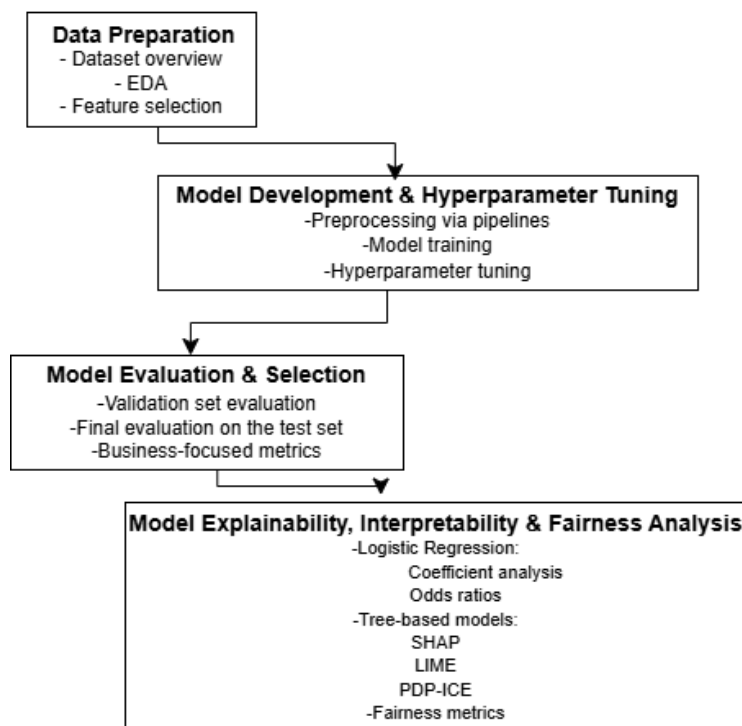 Data Preparation
- Dataset overview
- EDA
- Feature selection
Model Development & Hyperparameter Tuning
-Preprocessing via pipelines
-Model training
-Hyperparameter tuning
Model Evaluation & Selection
-Validation set evaluation
-Final evaluation on the test set
-Business-focused metrics
Model Explainability, Interpretability & Fairness Analysis
-Logistic Regression:
Coefficient analysis
Odds ratios
-Tree-based models:
SHAP
LIME
PDP-ICE
-Fairness metrics